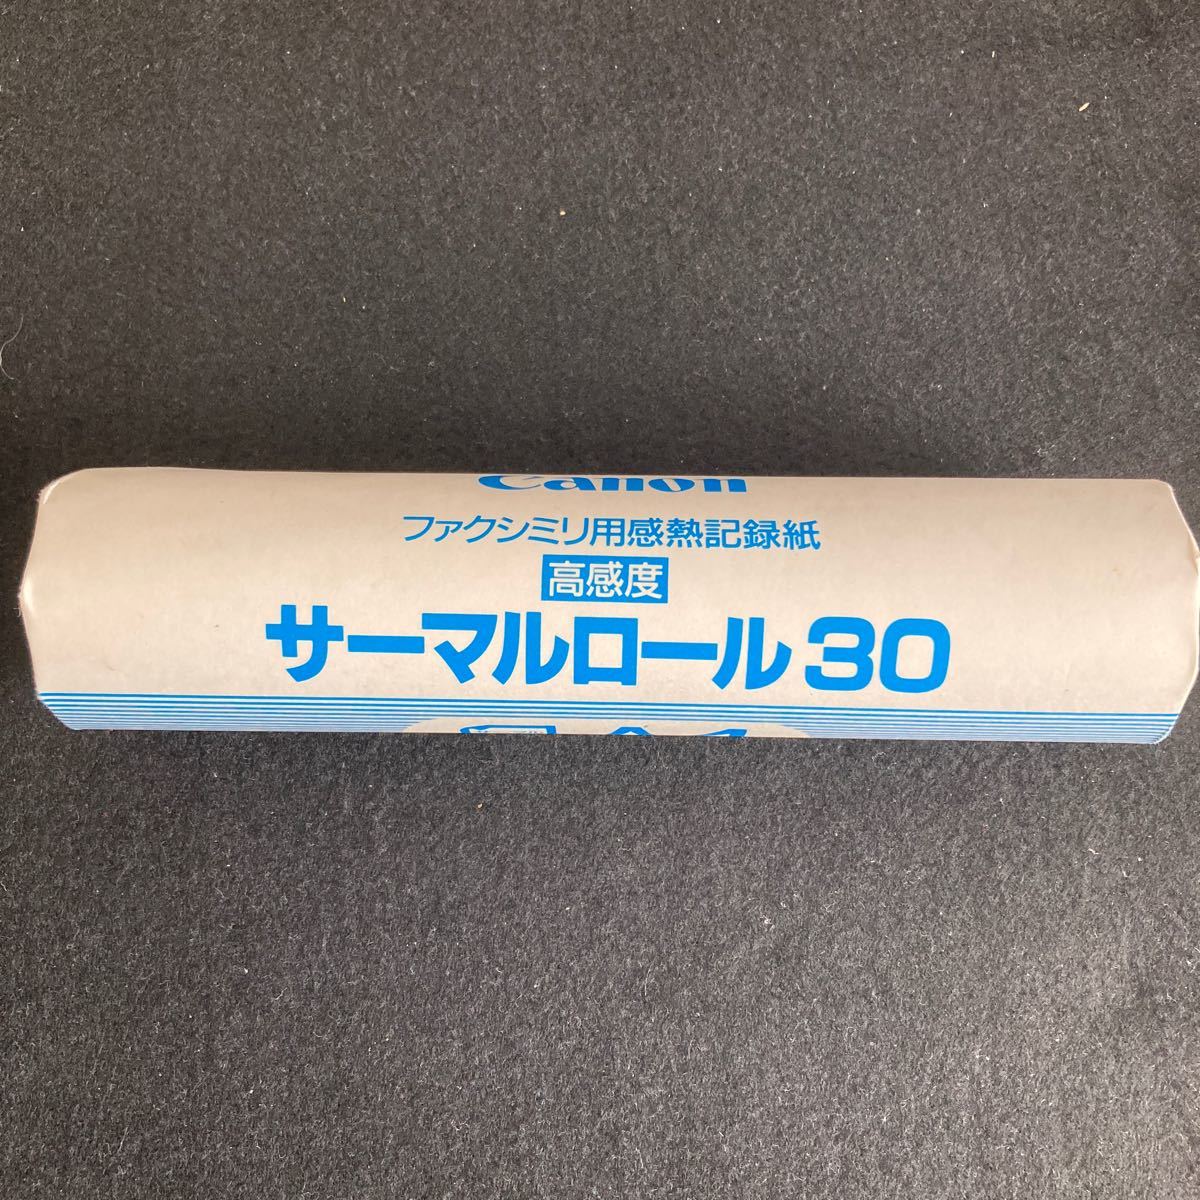 Canon
ファクシミリ用感熱記録紙
高感度
サーマルロール30